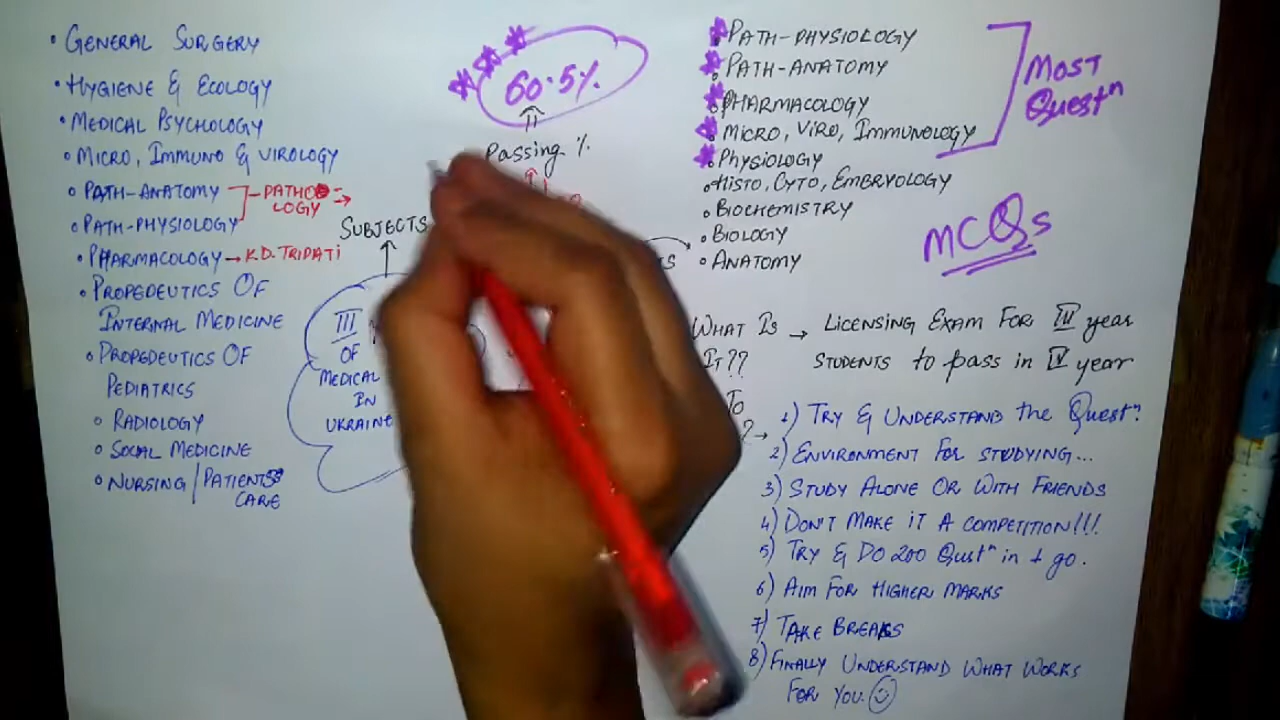 • GENERAL SURGERY
• HYGIENE & ECOLOGY
• MEDICAL PSYCHOLOGY
• MICRO, IMMUNO & VIROLOGY
• PATH-ANATOMY
• PATH-PHYSIOLOGY
PATHO
LOGY
• PHARMACOLOGY → K.D. TRIPATI
• PROPEDEUTICS OF
INTERNAL MEDICINE
• PROPEDEUTICS OF
PEDIATRICS
• RADIOLOGY
• SOCIAL MEDICINE
• NURSING / PATIENTS
CARE
60.5%
Passing %
SUBJECTS
III
OF
MEDICAL
IN
UKRAINE
• PATH-PHYSIOLOGY
• PATH-ANATOMY
• PHARMACOLOGY
• MICRO, VIRO, IMMUNOLOGY
• PHYSIOLOGY
• HISTO, CYTO, EMBRYOLOGY
• BIOCHEMISTRY
• BIOLOGY
• ANATOMY
MOST
Questn
MCQs
WHAT IS
IT??
→ LICENSING EXAM FOR III year
STUDENTS to pass in IV year
TO
? →
1) TRY & UNDERSTAND the Questn.
2) ENVIRONMENT FOR STUDYING...
3) STUDY ALONE OR WITH FRIENDS
4) DON'T MAKE IT A COMPETITION!!!
5) TRY & DO 200 Questn in 1 go.
6) AIM FOR HIGHER MARKS
7) TAKE BREAKS
8) FINALLY UNDERSTAND WHAT WORKS
FOR YOU. ☺